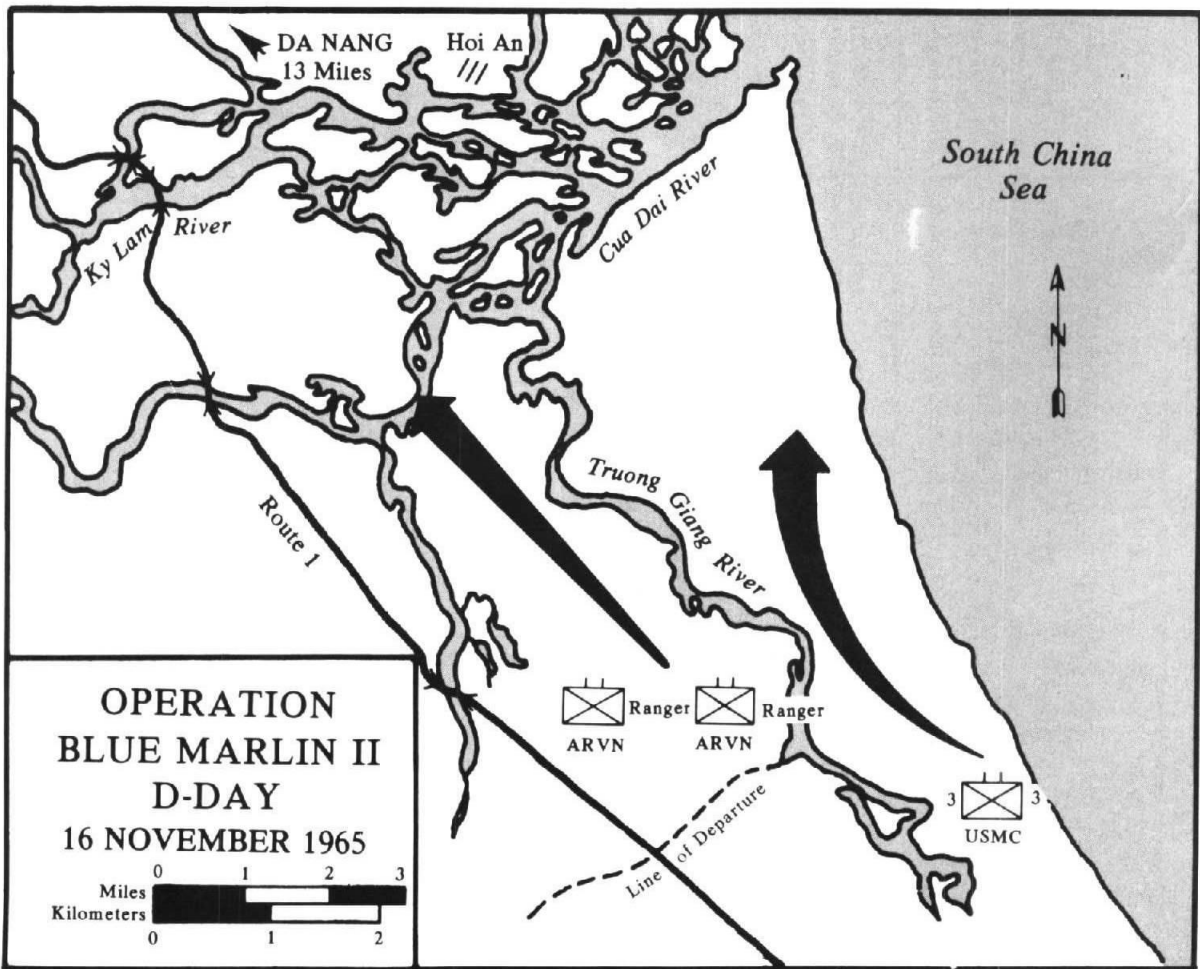 DA NANG
13 Miles
Hoi An
South China
Sea
Cua Dai River
Ky Lam River
N
Truong Giang River
Route 1
Ranger
Ranger
ARVN
ARVN
3 3
USMC
Line of Departure
OPERATION
BLUE MARLIN II
D-DAY
16 NOVEMBER 1965
0 1 2 3
Miles
Kilometers
0 1 2